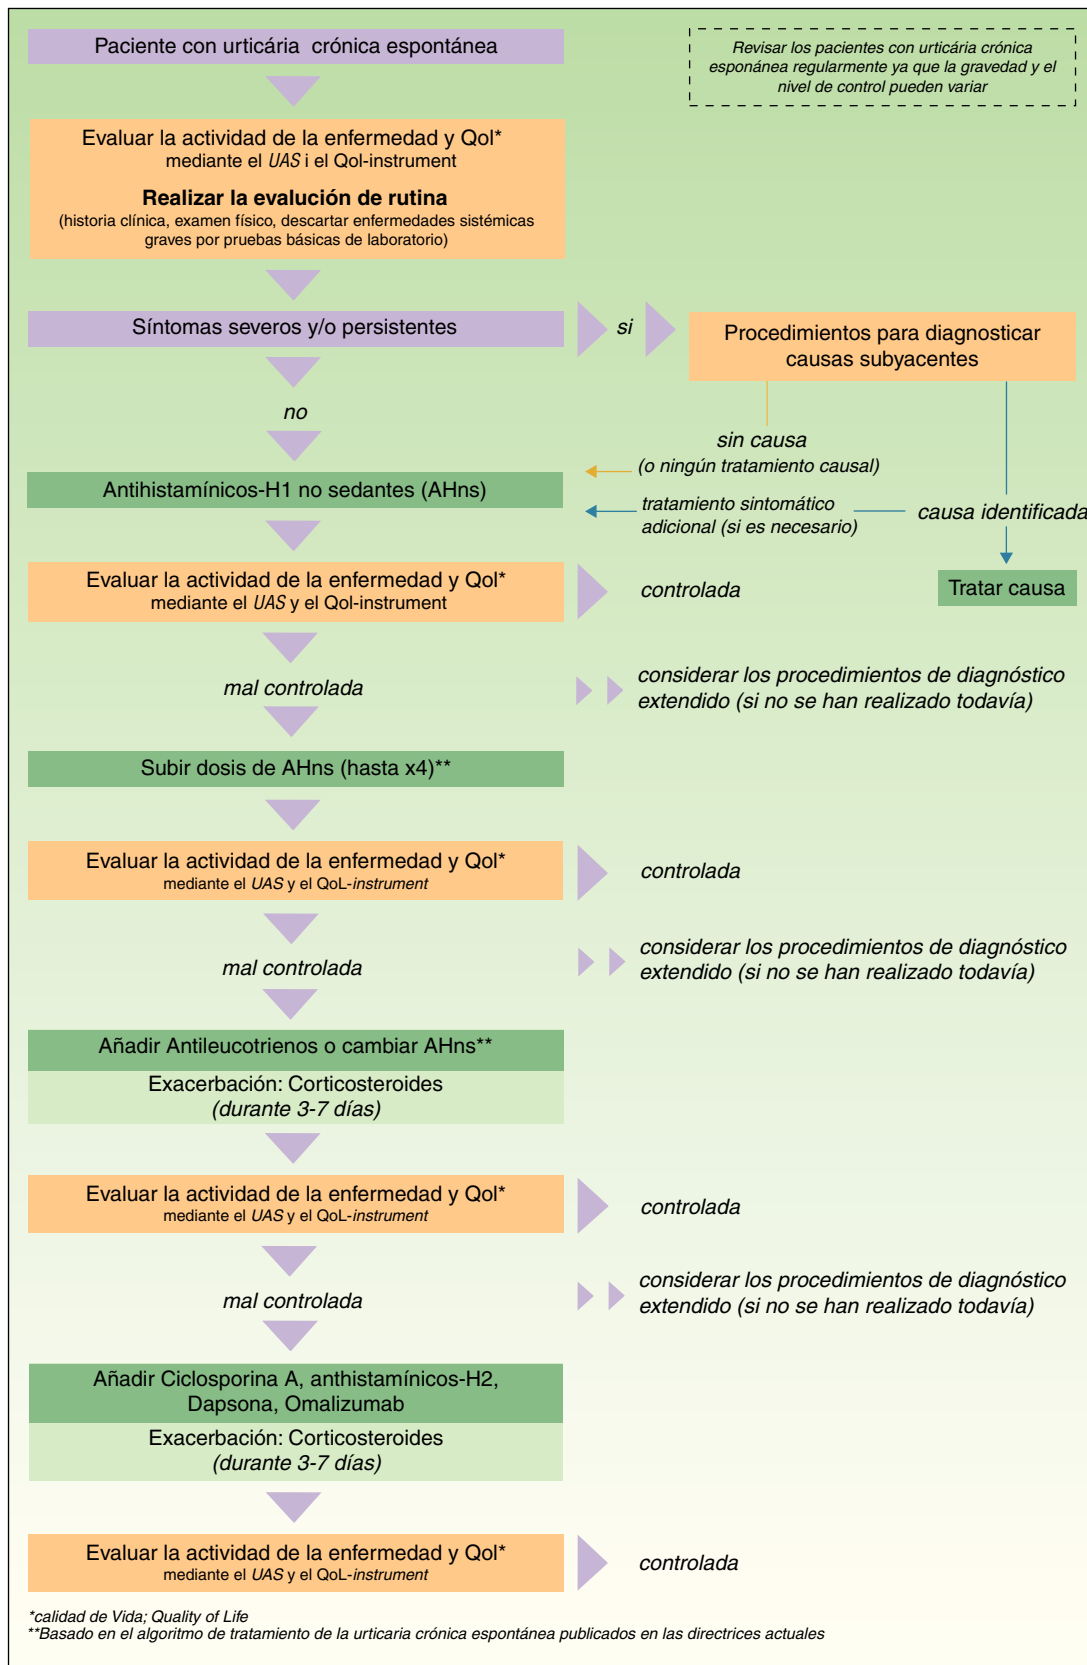 Paciente con urticária crónica espontánea
Revisar los pacientes con urticária crónica
esponánea regularmente ya que la gravedad y el
nivel de control pueden variar
Evaluar la actividad de la enfermedad y Qol*
mediante el UAS i el Qol-instrument
Realizar la evalución de rutina
(historia clínica, examen físico, descartar enfermedades sistémicas
graves por pruebas básicas de laboratorio)
Síntomas severos y/o persistentes
si
Procedimientos para diagnosticar
causas subyacentes
no
sin causa
(o ningún tratamiento causal)
Antihistamínicos-H1 no sedantes (AHns)
tratamiento sintomático
adicional (si es necesario)
causa identificada
Evaluar la actividad de la enfermedad y Qol*
mediante el UAS y el Qol-instrument
controlada
Tratar causa
mal controlada
considerar los procedimientos de diagnóstico
extendido (si no se han realizado todavía)
Subir dosis de AHns (hasta x4)**
Evaluar la actividad de la enfermedad y Qol*
mediante el UAS y el QoL-instrument
controlada
mal controlada
considerar los procedimientos de diagnóstico
extendido (si no se han realizado todavía)
Añadir Antileucotrienos o cambiar AHns**
Exacerbación: Corticosteroides
(durante 3-7 días)
Evaluar la actividad de la enfermedad y Qol*
mediante el UAS y el QoL-instrument
controlada
mal controlada
considerar los procedimientos de diagnóstico
extendido (si no se han realizado todavía)
Añadir Ciclosporina A, anthistamínicos-H2,
Dapsona, Omalizumab
Exacerbación: Corticosteroides
(durante 3-7 días)
Evaluar la actividad de la enfermedad y Qol*
mediante el UAS y el QoL-instrument
controlada
*calidad de Vida; Quality of Life
**Basado en el algoritmo de tratamiento de la urticaria crónica espontánea publicados en las directrices actuales